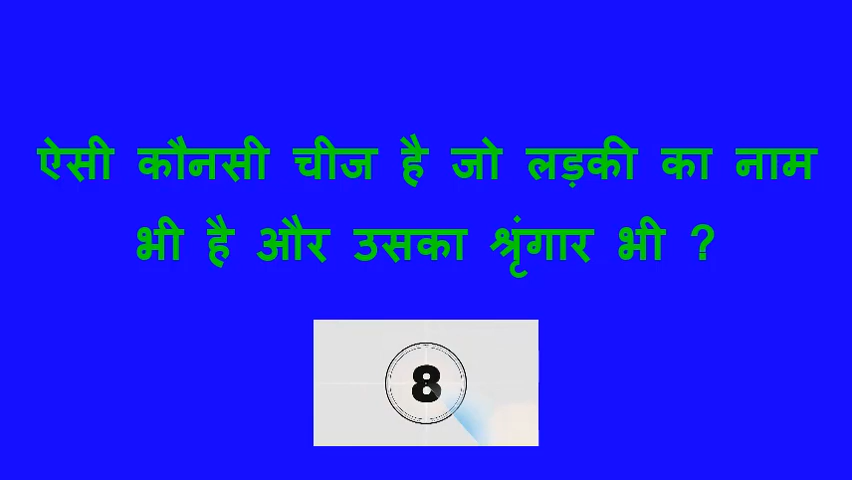 ऐसी कौनसी चीज है जो लड़की का नाम
भी है और उसका श्रृंगार भी ?
8